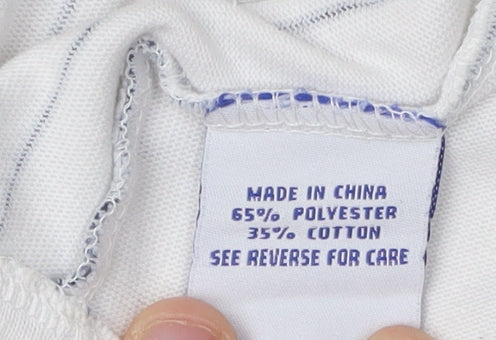 MADE IN CHINA
65% POLYESTER
35% COTTON
SEE REVERSE FOR CARE